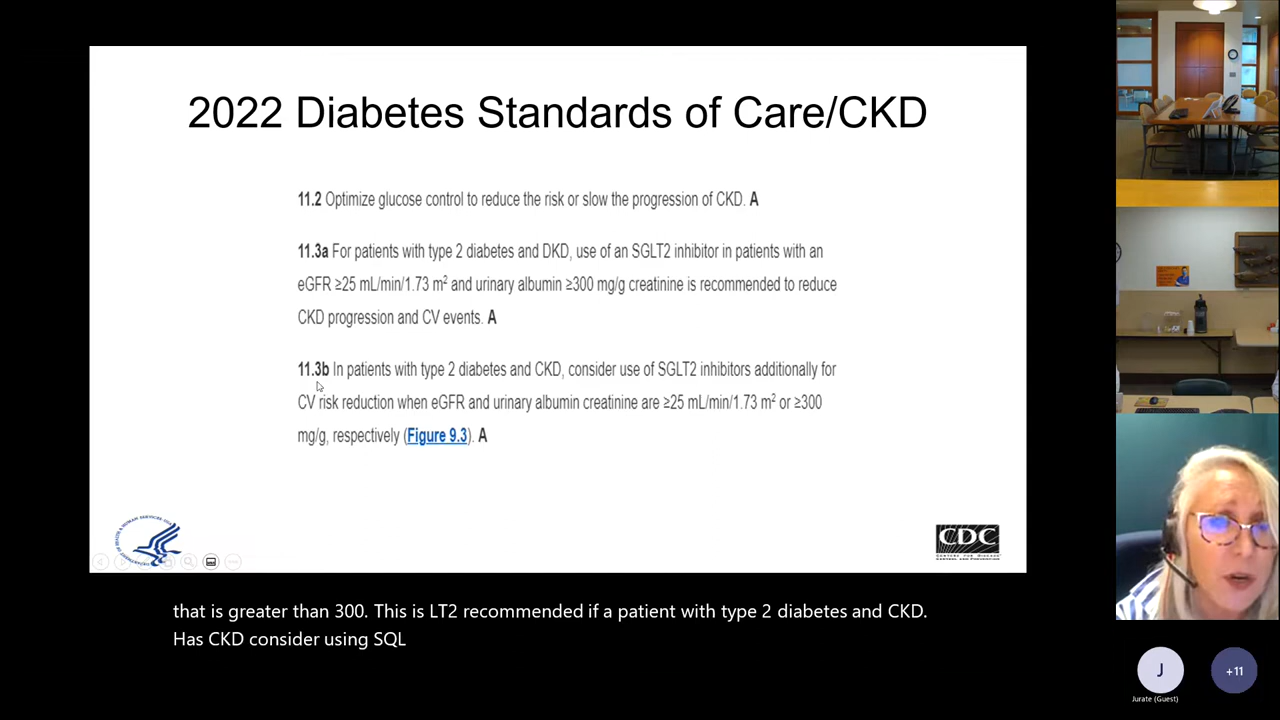 2022 Diabetes Standards of Care/CKD
11.2 Optimize glucose control to reduce the risk or slow the progression of CKD. A
11.3a For patients with type 2 diabetes and DKD, use of an SGLT2 inhibitor in patients with an
eGFR ≥25 mL/min/1.73 m² and urinary albumin ≥300 mg/g creatinine is recommended to reduce
CKD progression and CV events. A
11.3b In patients with type 2 diabetes and CKD, consider use of SGLT2 inhibitors additionally for
CV risk reduction when eGFR and urinary albumin creatinine are ≥25 mL/min/1.73 m² or ≥300
mg/g, respectively (Figure 9.3). A
CDC
that is greater than 300. This is LT2 recommended if a patient with type 2 diabetes and CKD.
Has CKD consider using SQL
J
+11
Jurate (Guest)